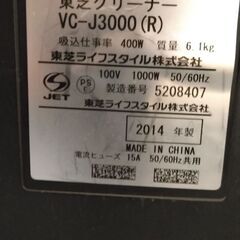 東芝クリーナー
VC-J3000(R)
吸込仕事率 400W 質量 6.1kg
東芝ライフスタイル株式会社
100V 1000W 50/60Hz
製造番号 5208407
PS E
JET
東芝ライフスタイル株式会社
2014 年製
MADE IN CHINA
電流ヒューズ 15A 50/60Hz共用